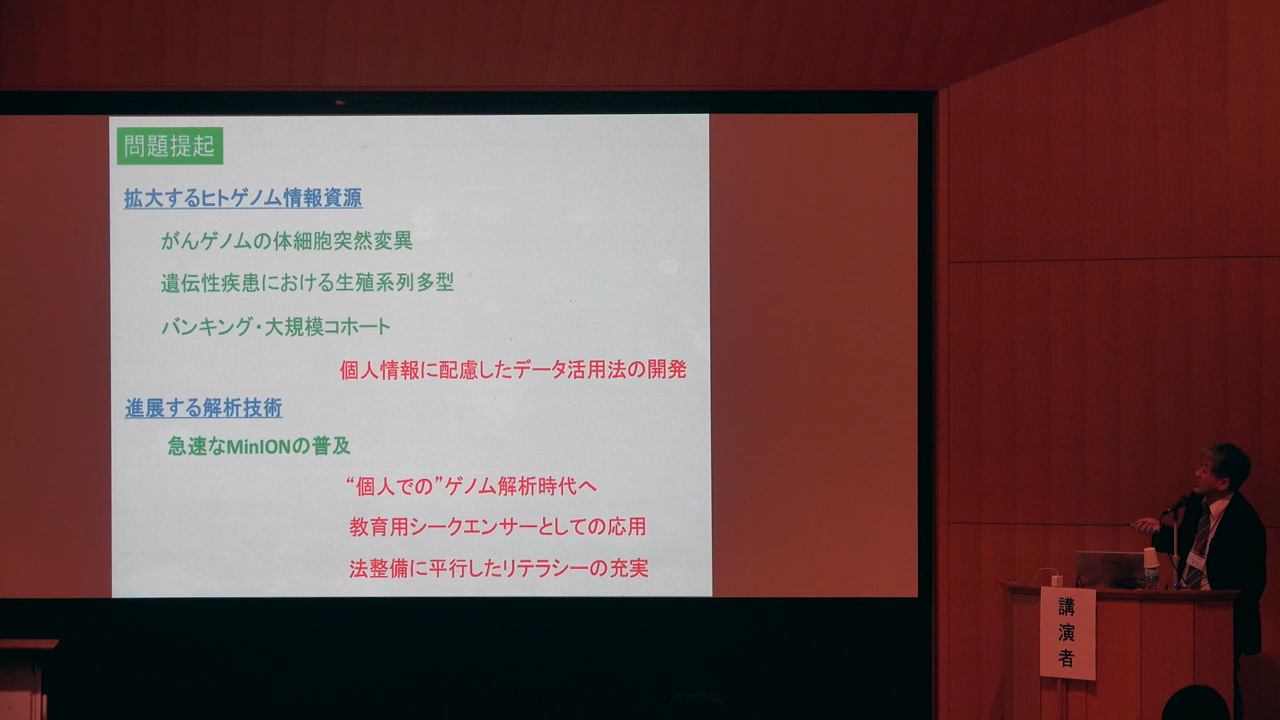 問題提起
拡大するヒトゲノム情報資源
がんゲノムの体細胞突然変異
遺伝性疾患における生殖系列多型
バンキング・大規模コホート
個人情報に配慮したデータ活用法の開発
進展する解析技術
急速なMinIONの普及
“個人での”ゲノム解析時代へ
教育用シークエンサーとしての応用
法整備に平行したリテラシーの充実
講演者